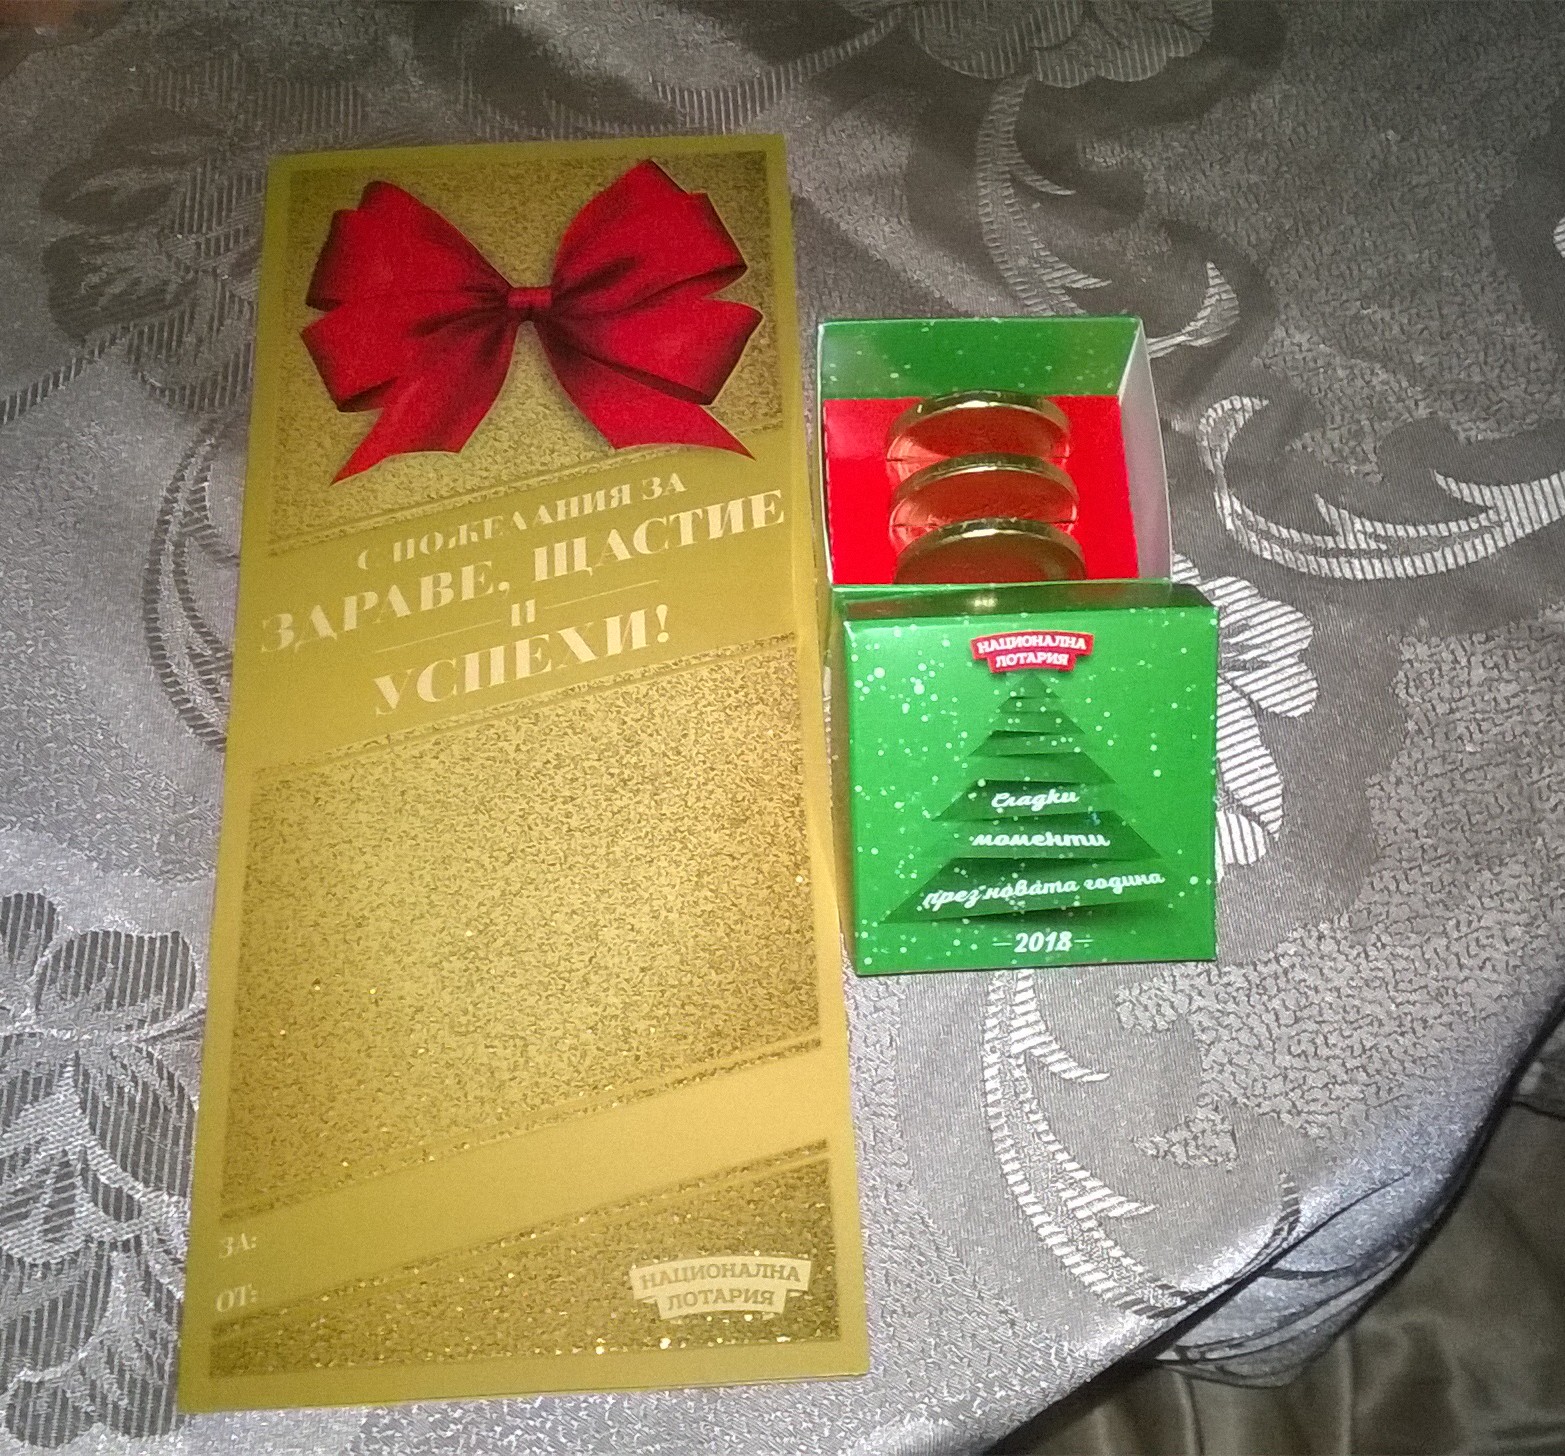 С ПОЖЕЛАНИЯ ЗА
ЗДРАВЕ, ЩАСТИЕ
И
УСПЕХИ!
ЗА:
ОТ:
НАЦИОНАЛНА
ЛОТАРИЯ
НАЦИОНАЛНА
ЛОТАРИЯ
Сладки
моменти
през новата година
2018